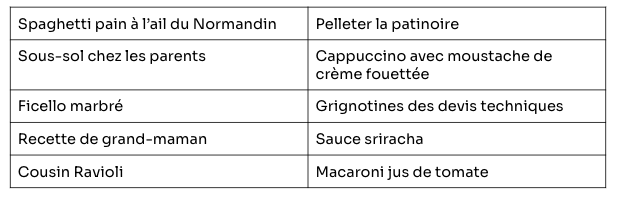 Spaghetti pain à l’ail du Normandin
Pelleter la patinoire
Sous-sol chez les parents
Cappuccino avec moustache de
crème fouettée
Ficello marbré
Grignotines des devis techniques
Recette de grand-maman
Sauce sriracha
Cousin Ravioli
Macaroni jus de tomate